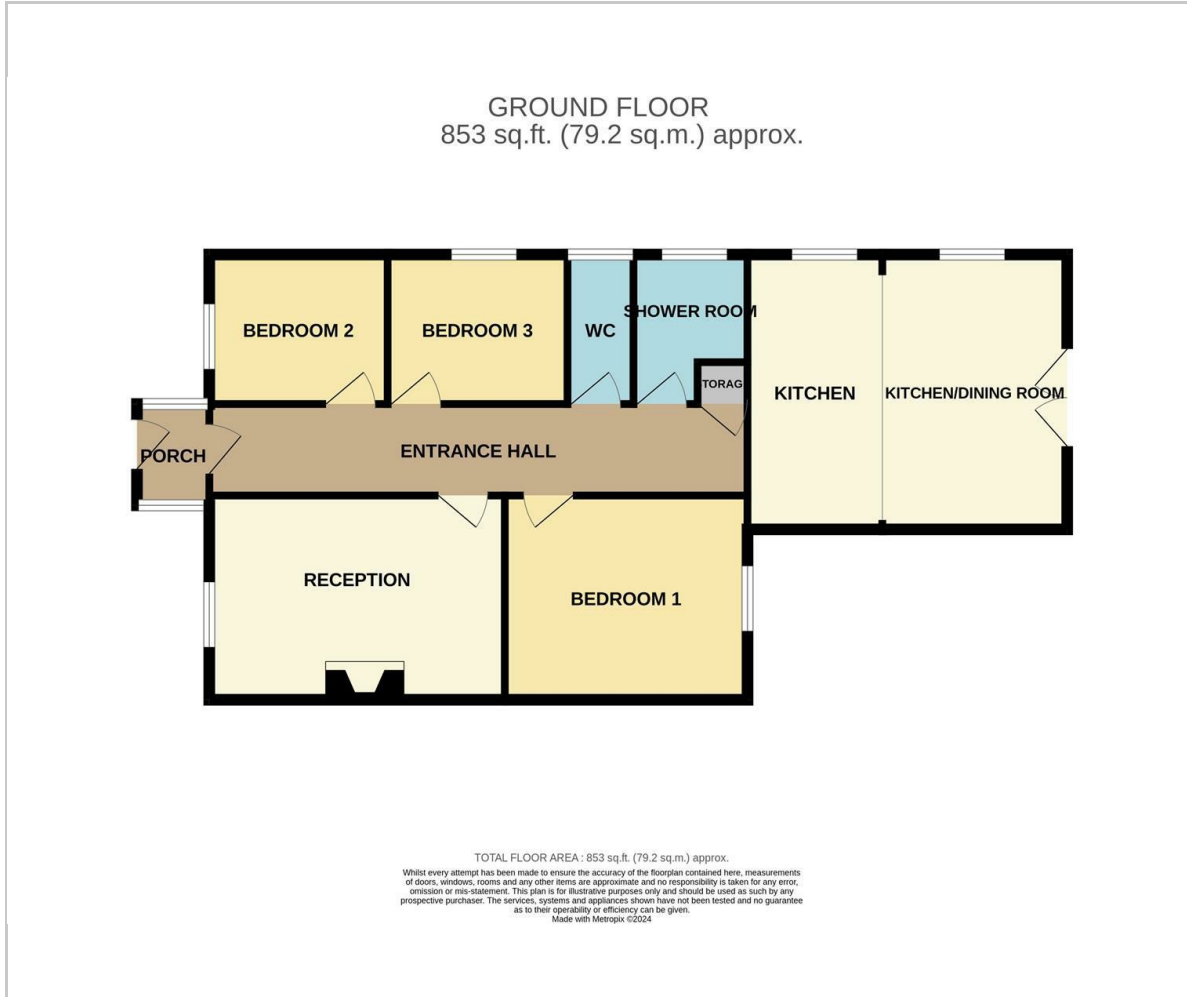 GROUND FLOOR
853 sq.ft. (79.2 sq.m.) approx.
BEDROOM 2
BEDROOM 3
WC
SHOWER ROOM
TORAG
KITCHEN
KITCHEN/DINING ROOM
PORCH
ENTRANCE HALL
RECEPTION
BEDROOM 1
TOTAL FLOOR AREA : 853 sq.ft. (79.2 sq.m.) approx.
Whilst every attempt has been made to ensure the accuracy of the floorplan contained here, measurements
of doors, windows, rooms and any other items are approximate and no responsibility is taken for any error,
omission or mis-statement. This plan is for illustrative purposes only and should be used as such by any
prospective purchaser. The services, systems and appliances shown have not been tested and no guarantee
as to their operability or efficiency can be given.
Made with Metropix ©2024